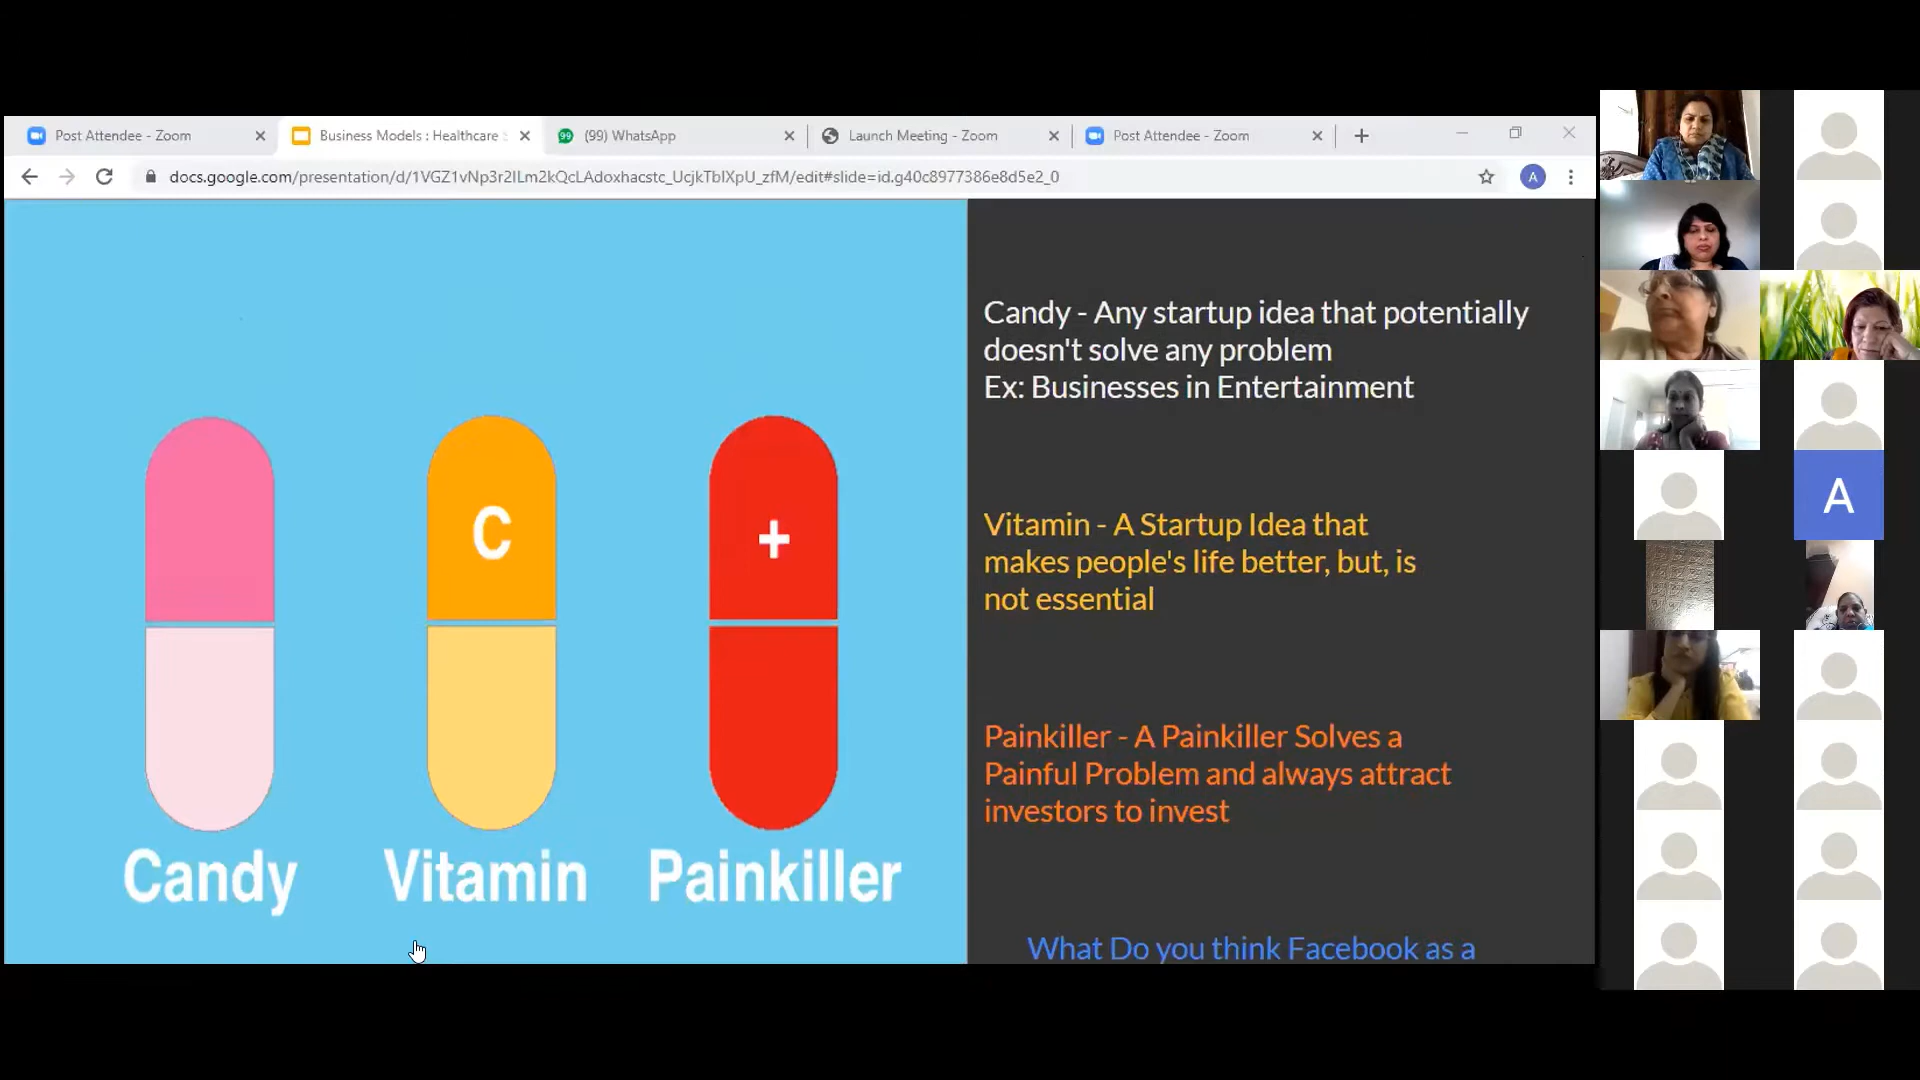 Post Attendee - Zoom
Business Models : Healthcare
(99) WhatsApp
Launch Meeting - Zoom
Post Attendee - Zoom
docs.google.com/presentation/d/1VGZ1vNp3r2ILm2kQcLAdoxhacstc_UcjkTbIXpU_zfM/edit#slide=id.g40c8977386e8d5e2_0
A
Candy - Any startup idea that potentially
doesn't solve any problem
Ex: Businesses in Entertainment
Vitamin - A Startup Idea that
makes people's life better, but, is
not essential
Painkiller - A Painkiller Solves a
Painful Problem and always attract
investors to invest
What Do you think Facebook as a
C
+
Candy
Vitamin
Painkiller
A